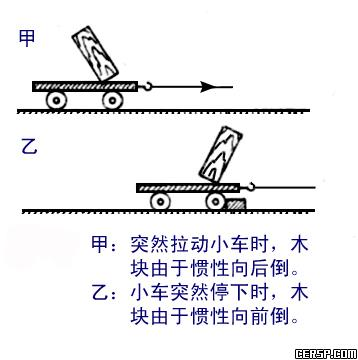 甲
乙
甲：突然拉动小车时，木
块由于惯性向后倒。
乙：小车突然停下时，木
块由于惯性向前倒。
CERSP.COM